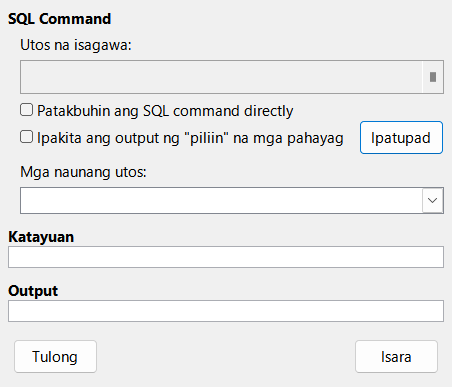 SQL Command
Utos na isagawa:
Patakbuhin ang SQL command directly
Ipakita ang output ng "piliin" na mga pahayag
Ipatupad
Mga naunang utos:
Katayuan
Output
Tulong
Isara